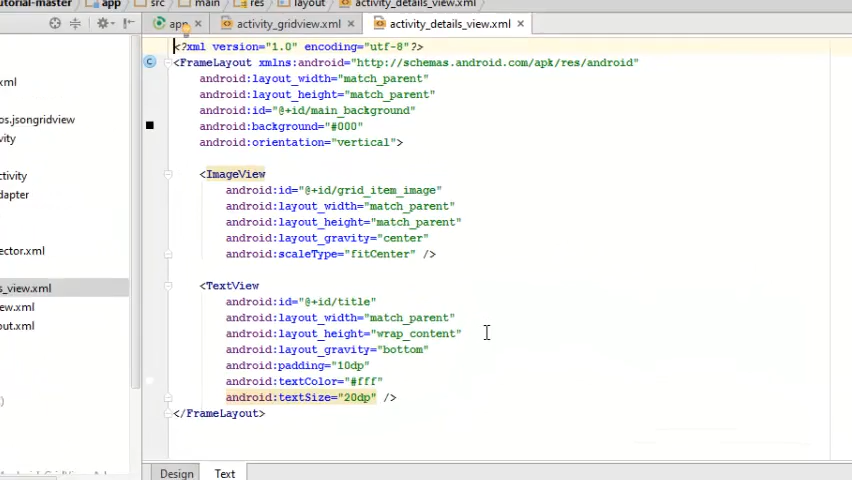 utorial-master app src main res layout activity_details_view.xml
app activity_gridview.xml activity_details_view.xml
<?xml version="1.0" encoding="utf-8"?>
C <FrameLayout xmlns:android="http://schemas.android.com/apk/res/android"
android:layout_width="match_parent"
xml
android:layout_height="match_parent"
android:id="@+id/main_background"
os.jsongridview
android:background="#000"
vity
android:orientation="vertical">
ctivity
<ImageView
dapter
android:id="@+id/grid_item_image"
android:layout_width="match_parent"
android:layout_height="match_parent"
android:layout_gravity="center"
ector.xml
android:scaleType="fitCenter" />
s_view.xml
<TextView
ew.xml
android:id="@+id/title"
android:layout_width="match_parent"
out.xml
android:layout_height="wrap_content"
android:layout_gravity="bottom"
android:padding="10dp"
android:textColor="#fff"
android:textSize="20dp" />
</FrameLayout>
Design Text